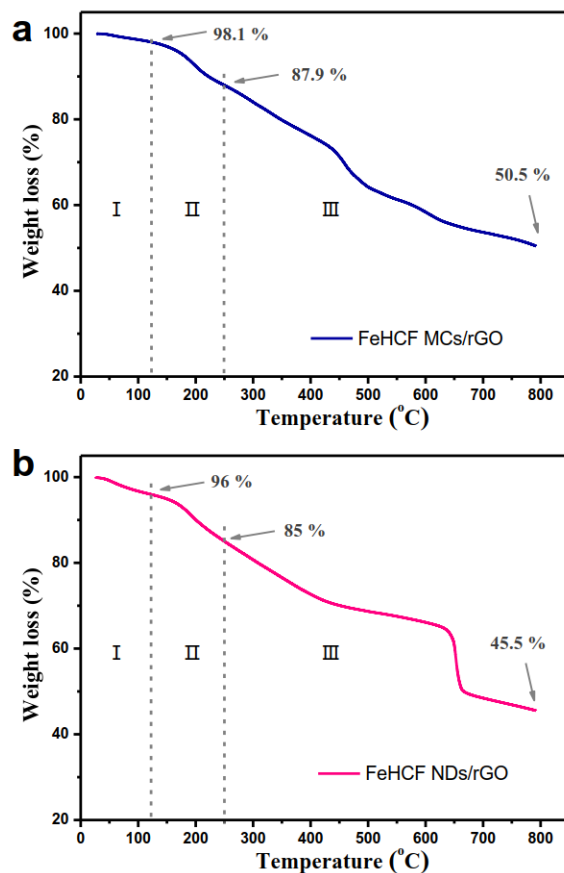 a
100
80
60
40
20
Weight loss (%)
98.1 %
87.9 %
50.5 %
Ⅰ
Ⅱ
Ⅲ
FeHCF MCs/rGO
0 100 200 300 400 500 600 700 800
Temperature (°C)
b
100
80
60
40
20
Weight loss (%)
96 %
85 %
45.5 %
Ⅰ
Ⅱ
Ⅲ
FeHCF NDs/rGO
0 100 200 300 400 500 600 700 800
Temperature (°C)